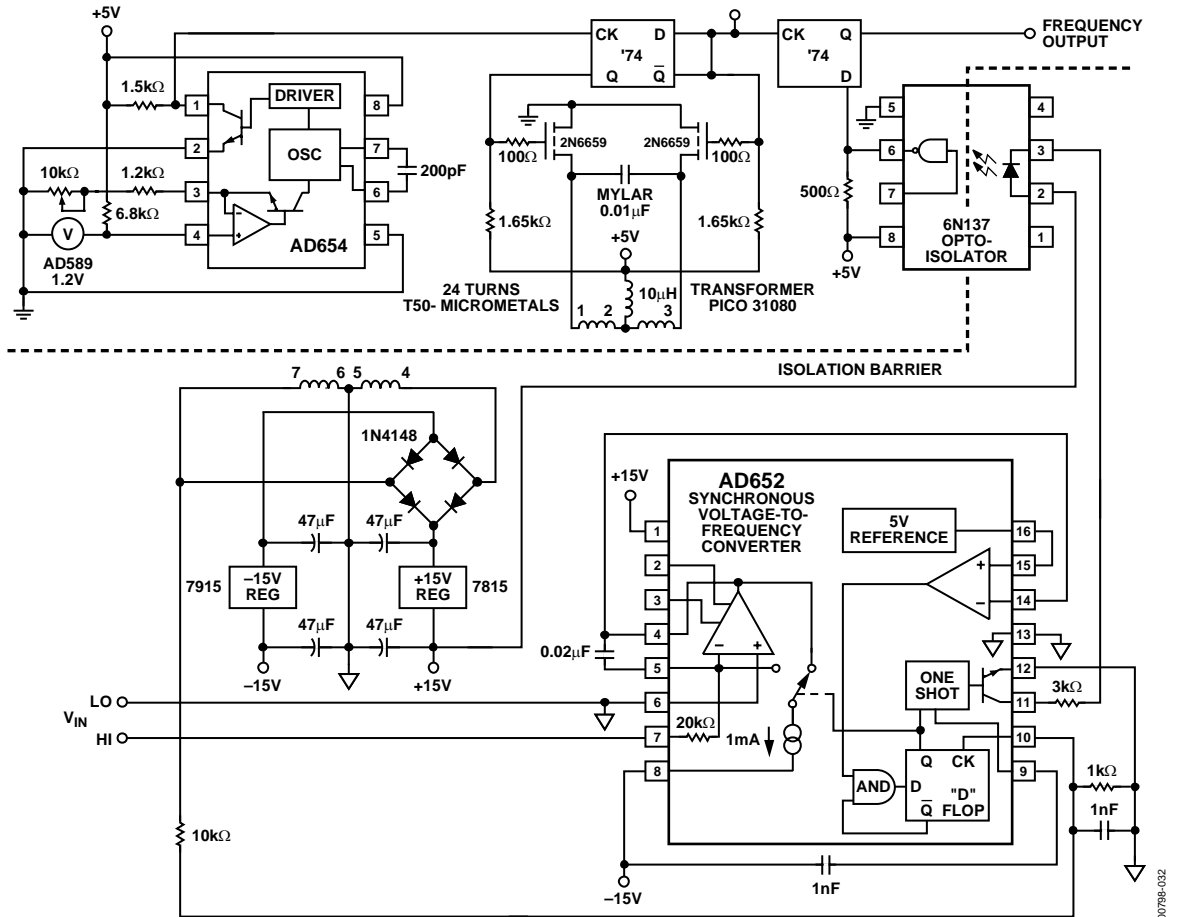 +5V
1.5kΩ
1
2
3
4
8
7
6
5
DRIVER
OSC
AD654
200pF
10kΩ
1.2kΩ
6.8kΩ
V
AD589
1.2V
CK
D
'74
Q
Q
CK
Q
'74
D
FREQUENCY
OUTPUT
2N6659
2N6659
100Ω
100Ω
MYLAR
0.01µF
1.65kΩ
1.65kΩ
+5V
10µH
24 TURNS
T50- MICROMETALS
TRANSFORMER
PICO 31080
1 2 3
500Ω
+5V
5
6
7
8
4
3
2
1
6N137
OPTO-
ISOLATOR
ISOLATION BARRIER
7 6 5 4
1N4148
47µF
47µF
7915
–15V
REG
+15V
REG
7815
47µF
47µF
–15V
+15V
LO
VIN
HI
10kΩ
+15V
AD652
SYNCHRONOUS
VOLTAGE-TO-
FREQUENCY
CONVERTER
5V
REFERENCE
1
2
3
4
5
6
7
8
16
15
14
13
12
11
10
9
0.02µF
20kΩ
1mA
ONE
SHOT
AND
Q CK
D
"D"
Q FLOP
3kΩ
1kΩ
1nF
1nF
–15V
00798-032